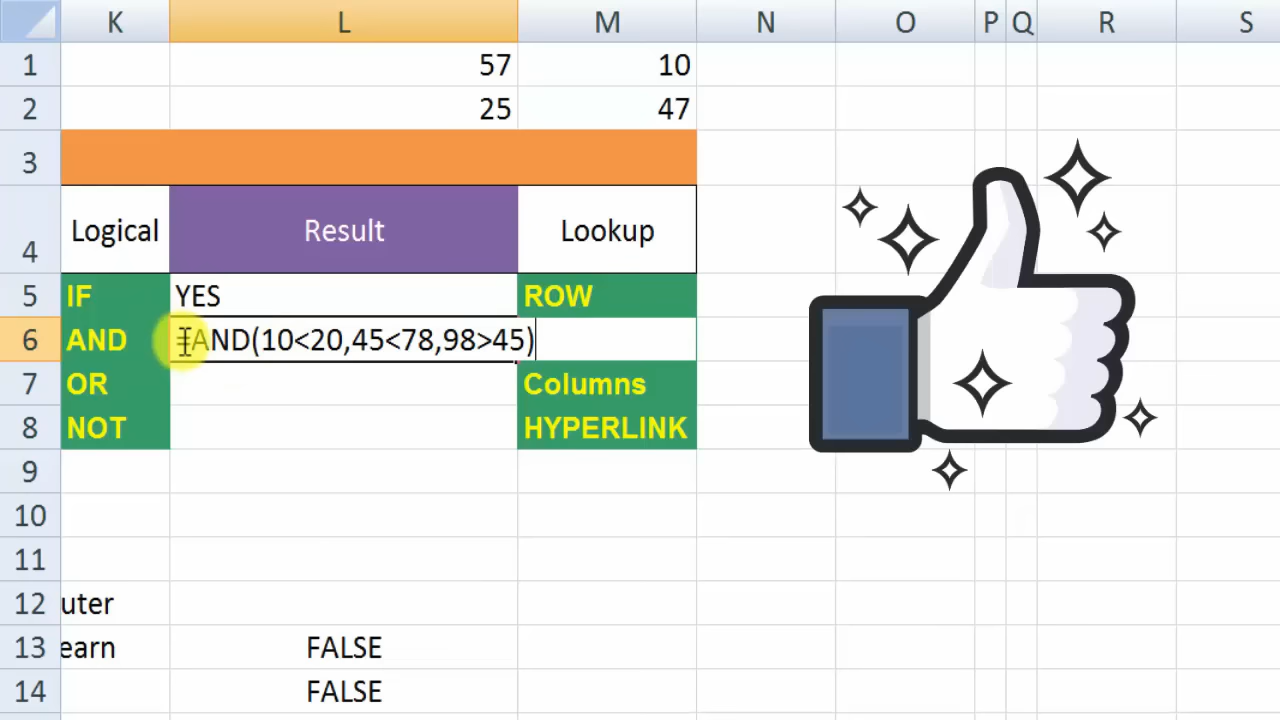 K L M N O P Q R S
1 57 10
2 25 47
3
4 Logical Result Lookup
5 IF YES ROW
6 AND =AND(10<20,45<78,98>45)
7 OR Columns
8 NOT HYPERLINK
9
10
11
12 uter
13 earn FALSE
14 FALSE